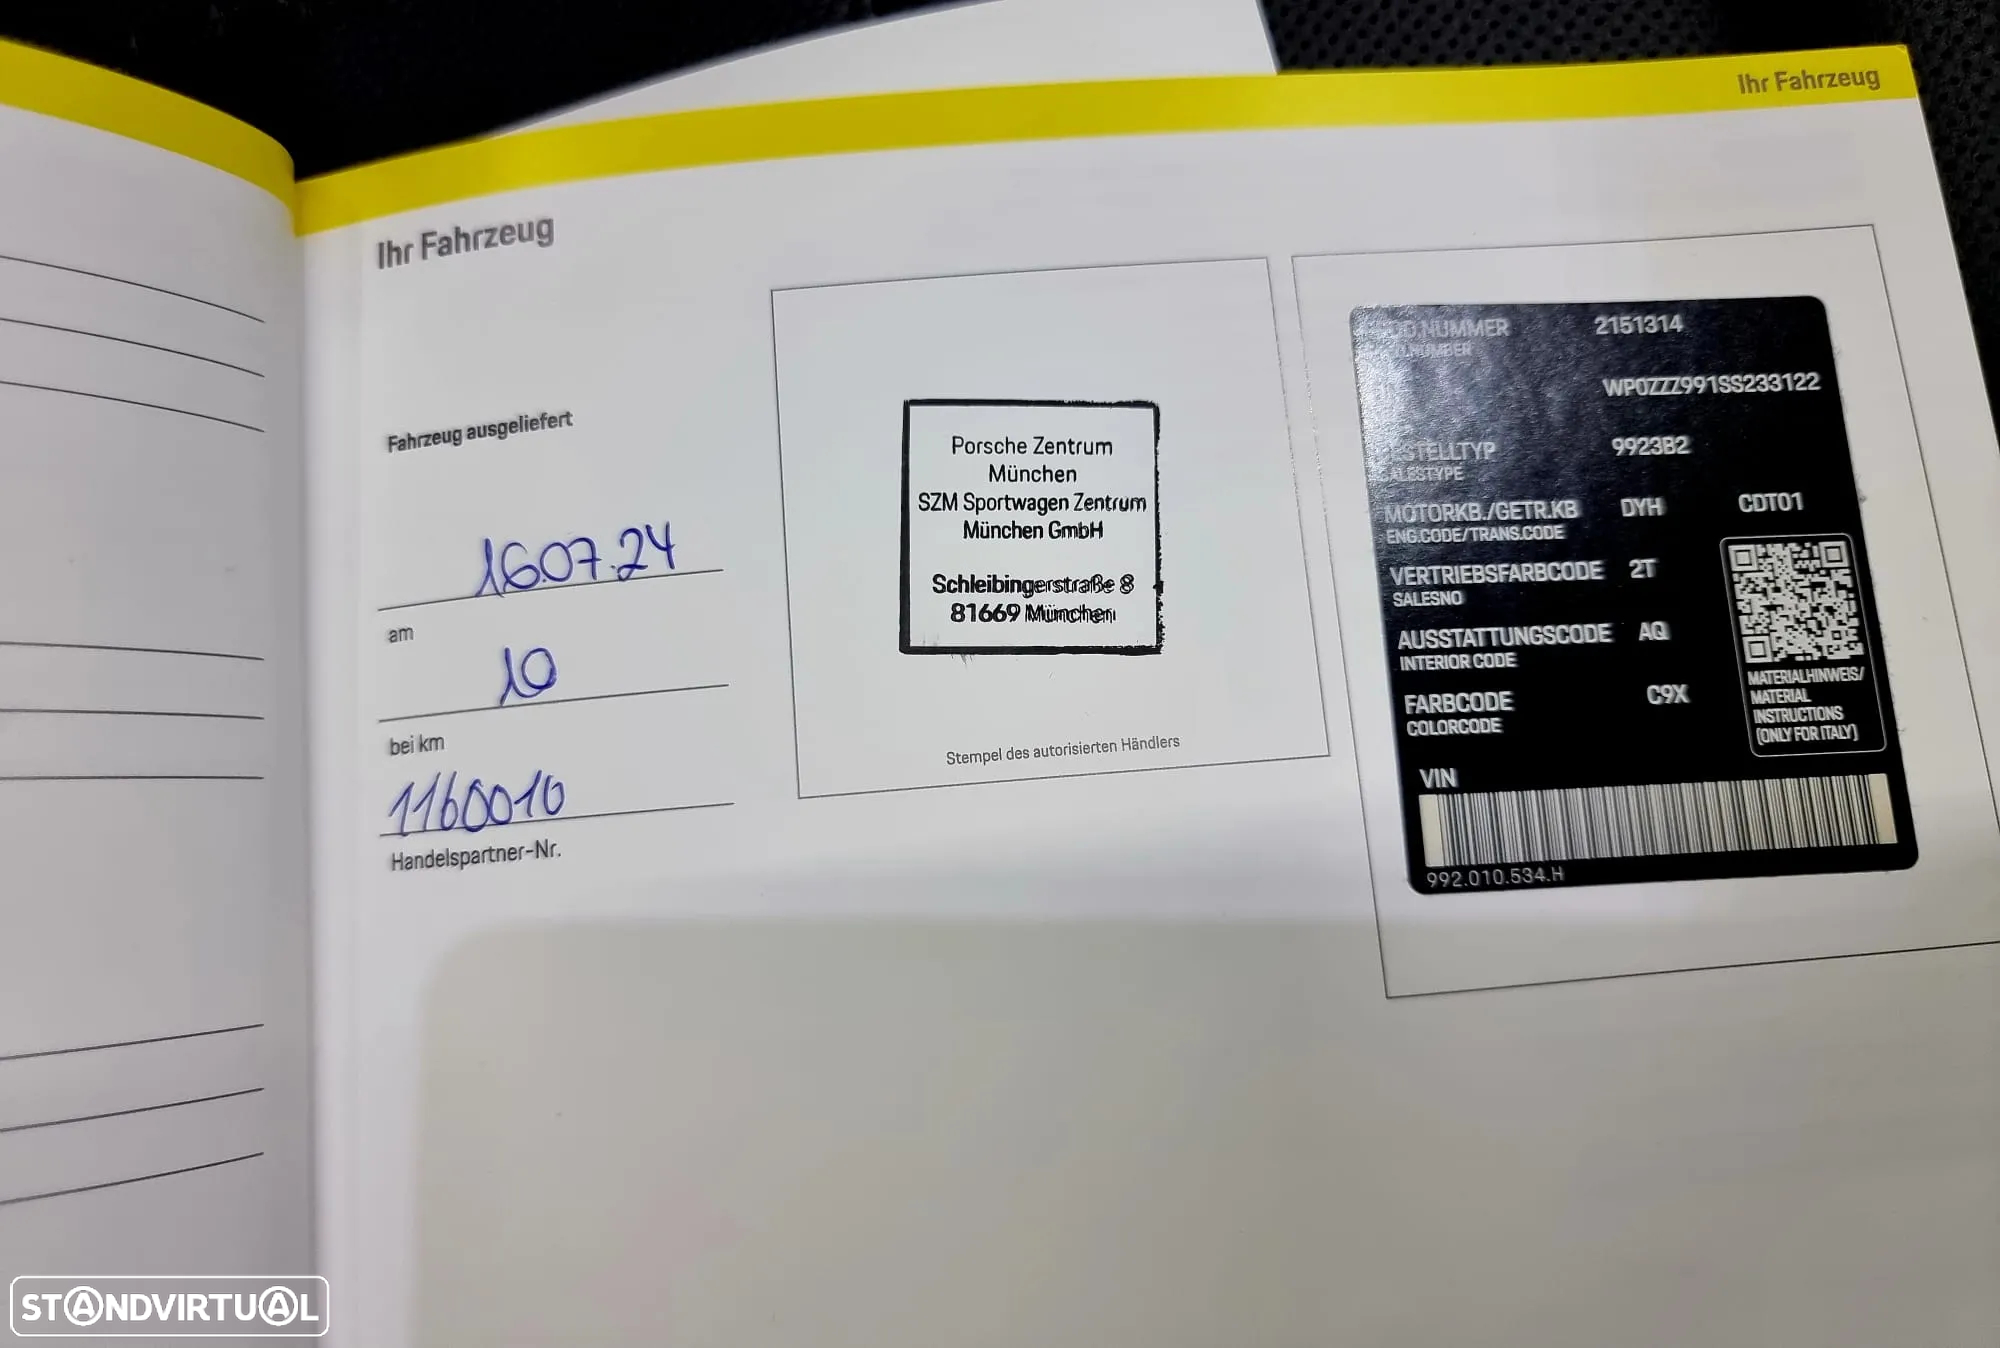 Ihr Fahrzeug
Ihr Fahrzeug
Fahrzeug ausgeliefert
16.07.24
am
10
bei km
1160010
Handelspartner-Nr.
Porsche Zentrum
München
SZM Sportwagen Zentrum
München GmbH
Schleibingerstraße 8
81669 München
Stempel des autorisierten Händlers
NUMMER 2151314
NUMBER
WP0ZZZ991SS233122
9923B2
MOTORKB./GETR.KB DYH CDT01
ENG.CODE/TRANS.CODE
VERTRIEBSFARBCODE 2T
SALESNO
AUSSTATTUNGSCODE AQ
INTERIOR CODE
FARBCODE C9X
COLORCODE
MATERIALHINWEIS/
MATERIAL
INSTRUCTIONS
(ONLY FOR ITALY)
VIN
992.010.534.H
STANDVIRTUAL